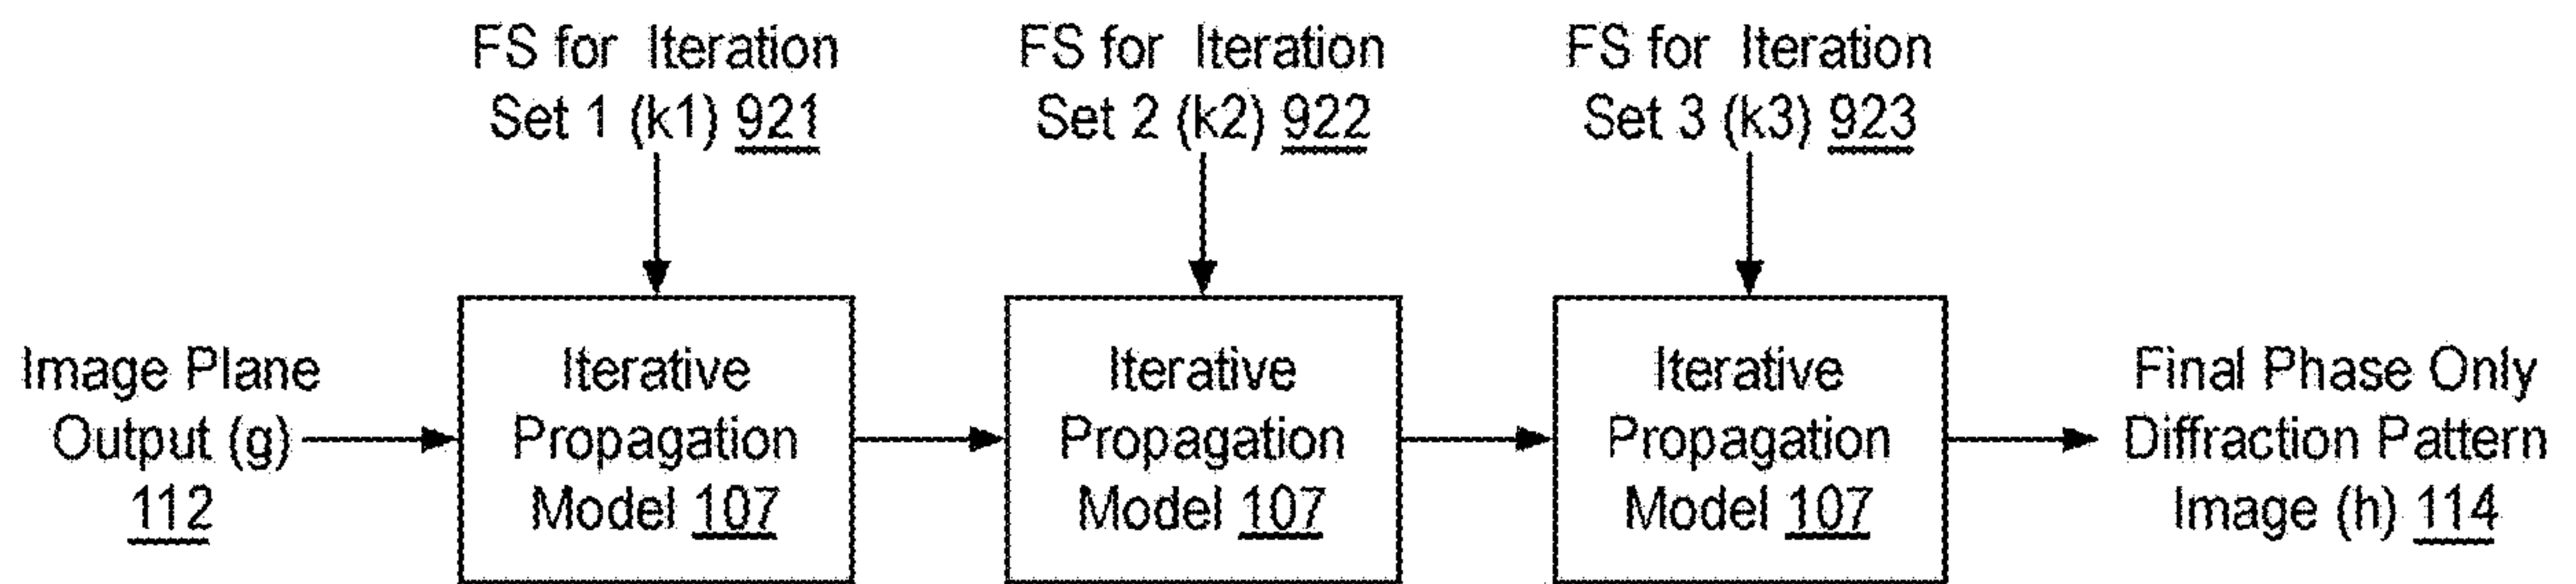 FS for Iteration
Set 1 (k1) 921
FS for Iteration
Set 2 (k2) 922
FS for Iteration
Set 3 (k3) 923
Image Plane
Output (g)
112
Iterative
Propagation
Model 107
Iterative
Propagation
Model 107
Iterative
Propagation
Model 107
Final Phase Only
Diffraction Pattern
Image (h) 114